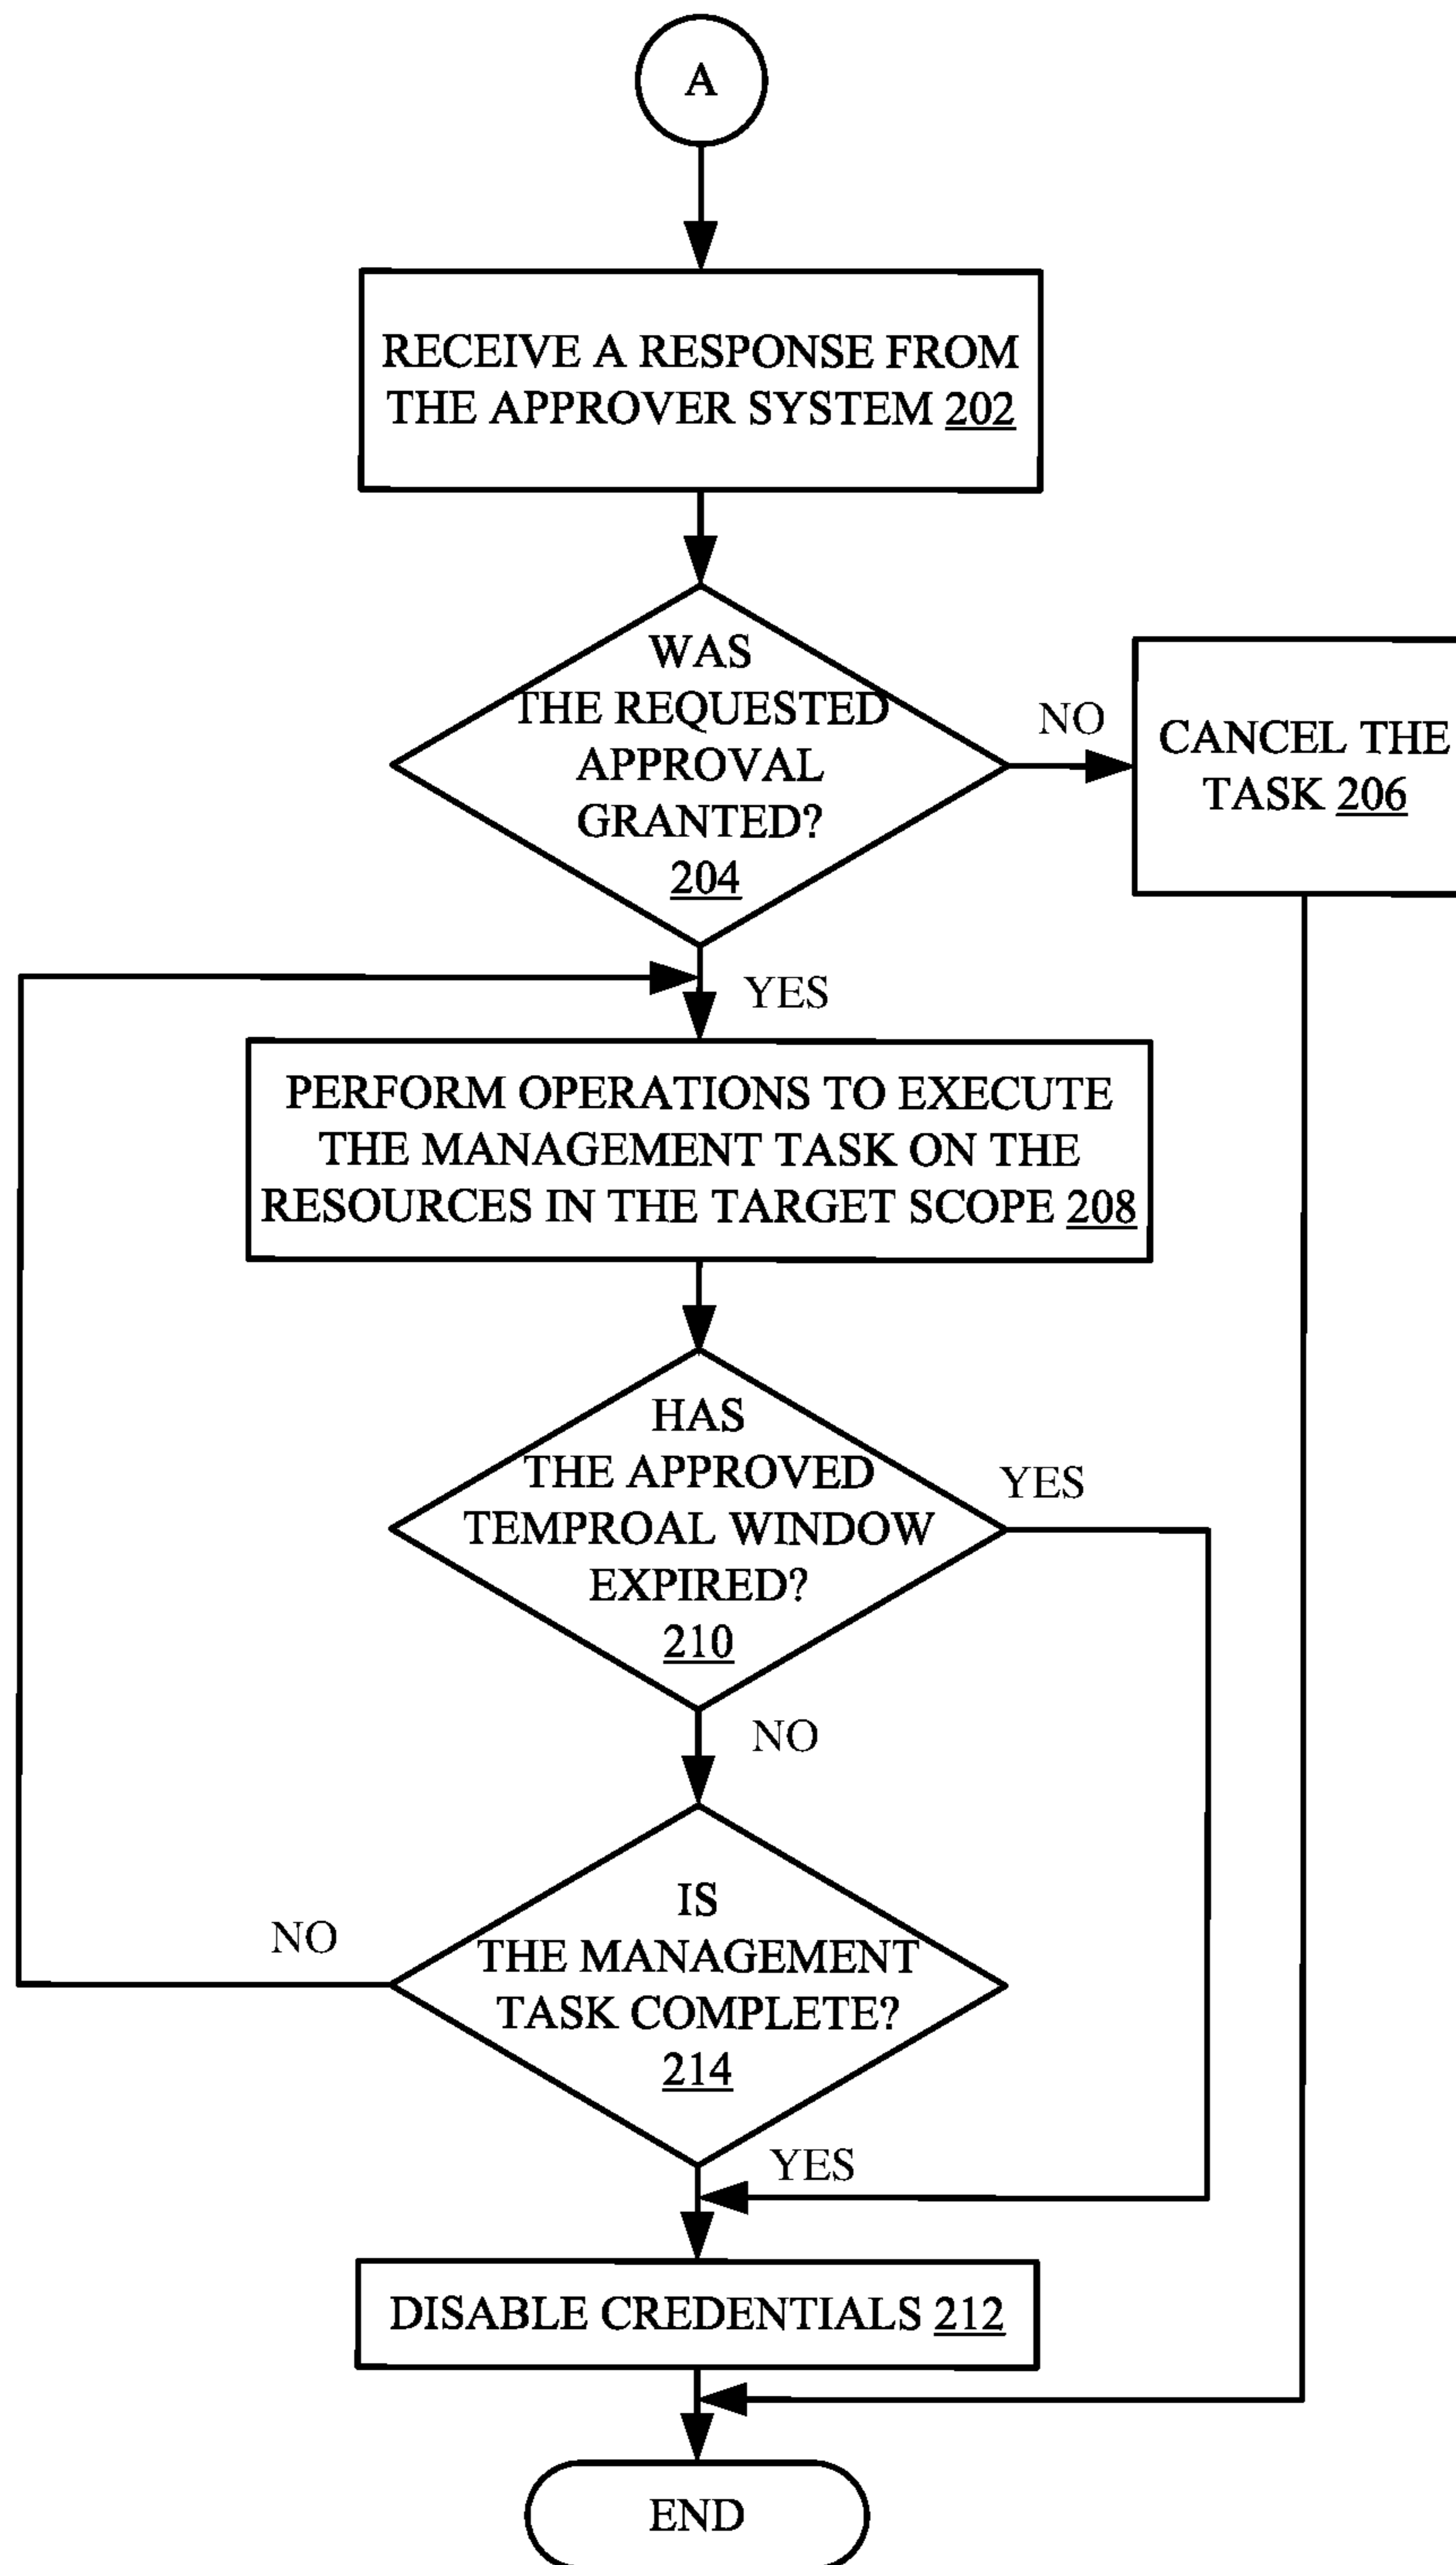 A
RECEIVE A RESPONSE FROM
THE APPROVER SYSTEM 202
WAS
THE REQUESTED
APPROVAL
GRANTED?
204
NO
CANCEL THE
TASK 206
YES
PERFORM OPERATIONS TO EXECUTE
THE MANAGEMENT TASK ON THE
RESOURCES IN THE TARGET SCOPE 208
HAS
THE APPROVED
TEMPROAL WINDOW
EXPIRED?
210
YES
NO
IS
THE MANAGEMENT
TASK COMPLETE?
214
NO
YES
DISABLE CREDENTIALS 212
END